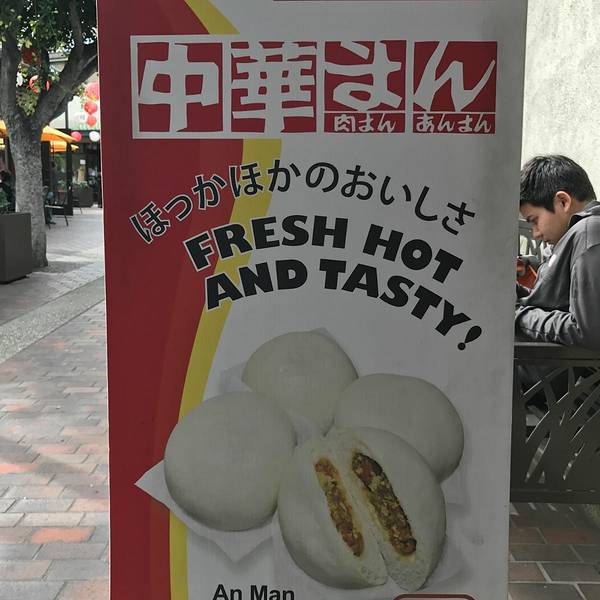 中華まん
肉まん あんまん
ほっかほかのおいしさ
FRESH HOT
AND TASTY!
An Man